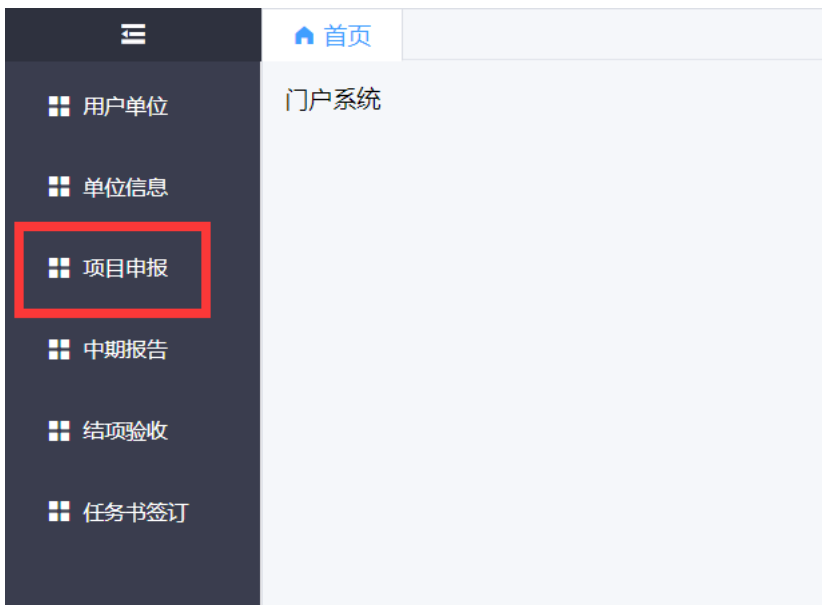 首页
门户系统
用户单位
单位信息
项目申报
中期报告
结项验收
任务书签订